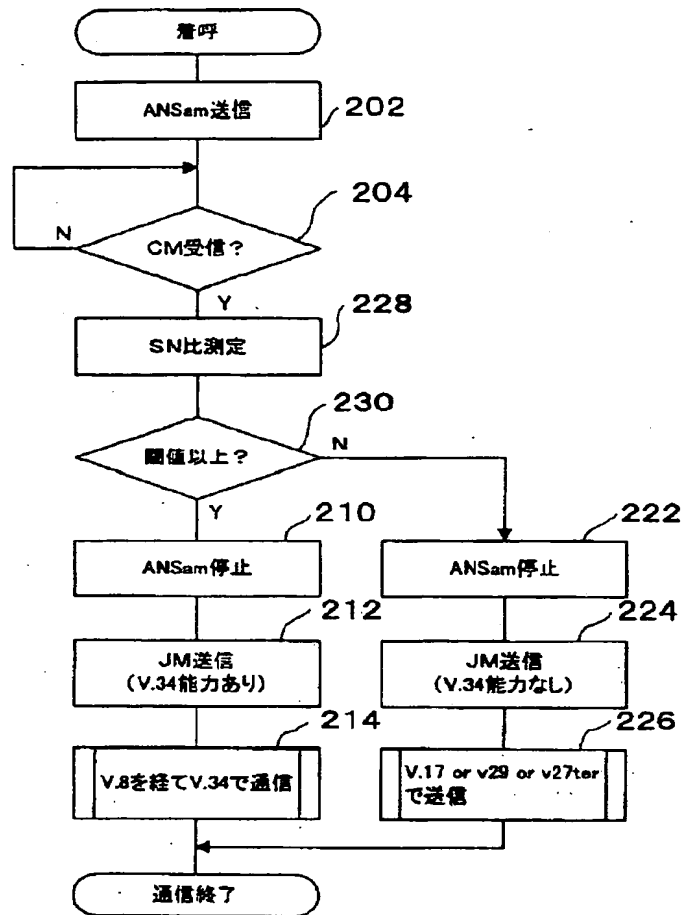 着呼
ANSam送信
202
204
CM受信?
N
Y
228
SN比測定
230
閾値以上?
N
Y
210
ANSam停止
222
ANSam停止
212
JM送信
(V.34能力あり)
224
JM送信
(V.34能力なし)
214
V.8を経てV.34で通信
226
V.17 or v29 or v27ter
で送信
通信終了